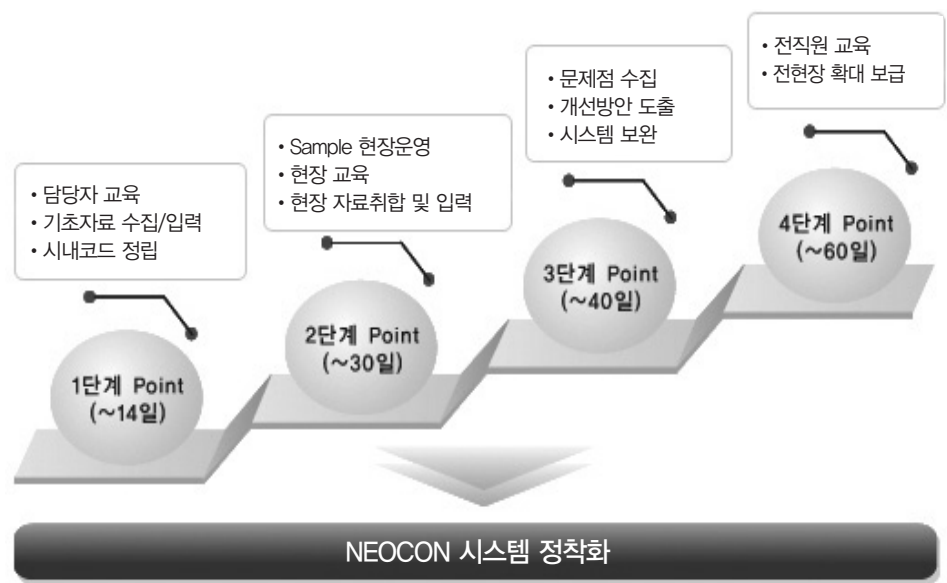 • 담당자 교육
• 기초자료 수집/입력
• 시내코드 정립
1단계 Point
(~14일)
• Sample 현장운영
• 현장 교육
• 현장 자료취합 및 입력
2단계 Point
(~30일)
• 문제점 수집
• 개선방안 도출
• 시스템 보완
3단계 Point
(~40일)
• 전직원 교육
• 전현장 확대 보급
4단계 Point
(~60일)
NEOCON 시스템 정착화